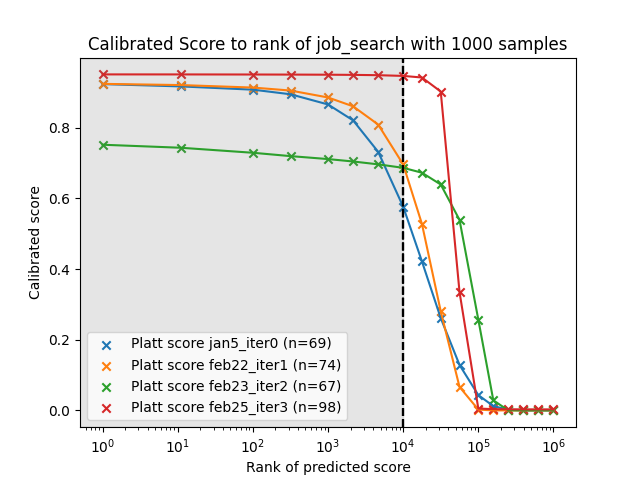 Calibrated Score to rank of job_search with 1000 samples
Calibrated score
0.8
0.6
0.4
0.2
0.0
Platt score jan5_iter0 (n=69)
Platt score feb22_iter1 (n=74)
Platt score feb23_iter2 (n=67)
Platt score feb25_iter3 (n=98)
10⁰ 10¹ 10² 10³ 10⁴ 10⁵ 10⁶
Rank of predicted score